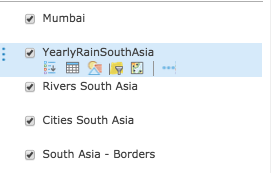 Mumbai
YearlyRainSouthAsia
Rivers South Asia
Cities South Asia
South Asia - Borders